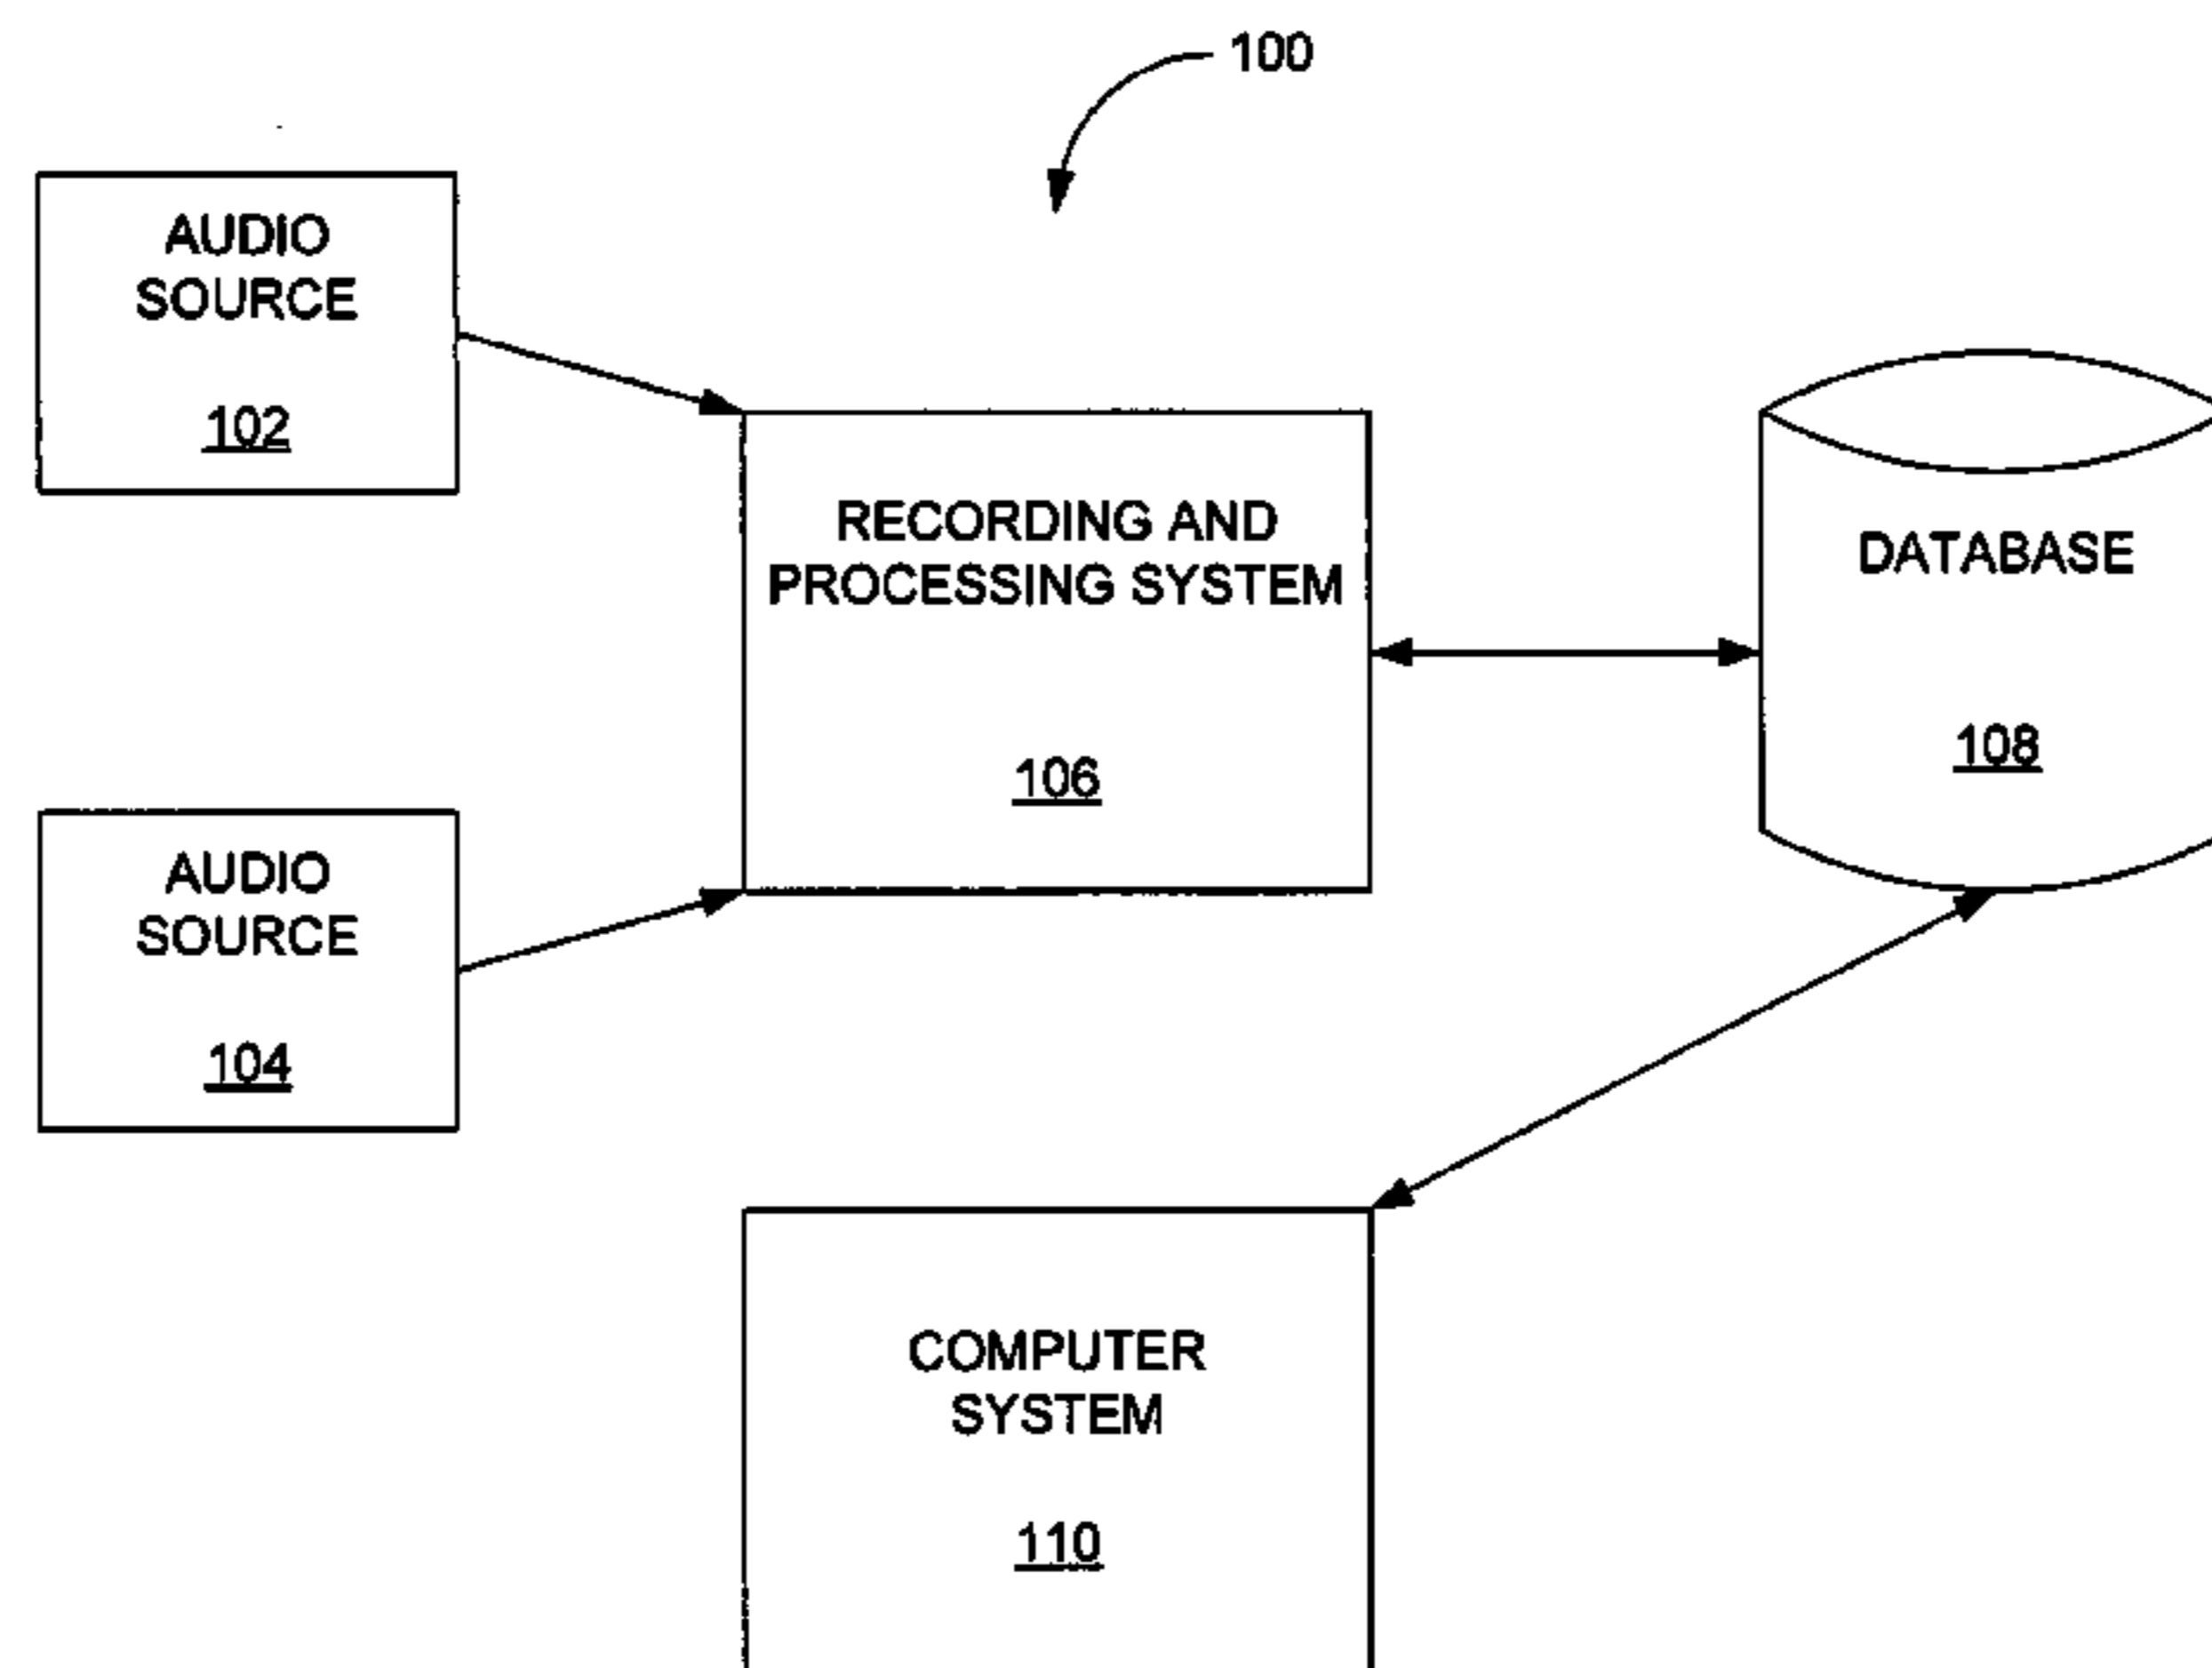 100
AUDIO
SOURCE
102
RECORDING AND
PROCESSING SYSTEM
106
DATABASE
108
AUDIO
SOURCE
104
COMPUTER
SYSTEM
110